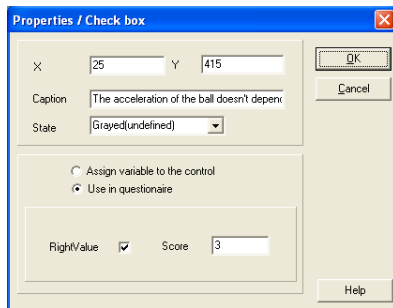 Properties / Check box
X 25 Y 415
OK
Caption The acceleration of the ball doesn't depend
Cancel
State Grayed(undefined)
Assign variable to the control
Use in questionaire
RightValue Score 3
Help